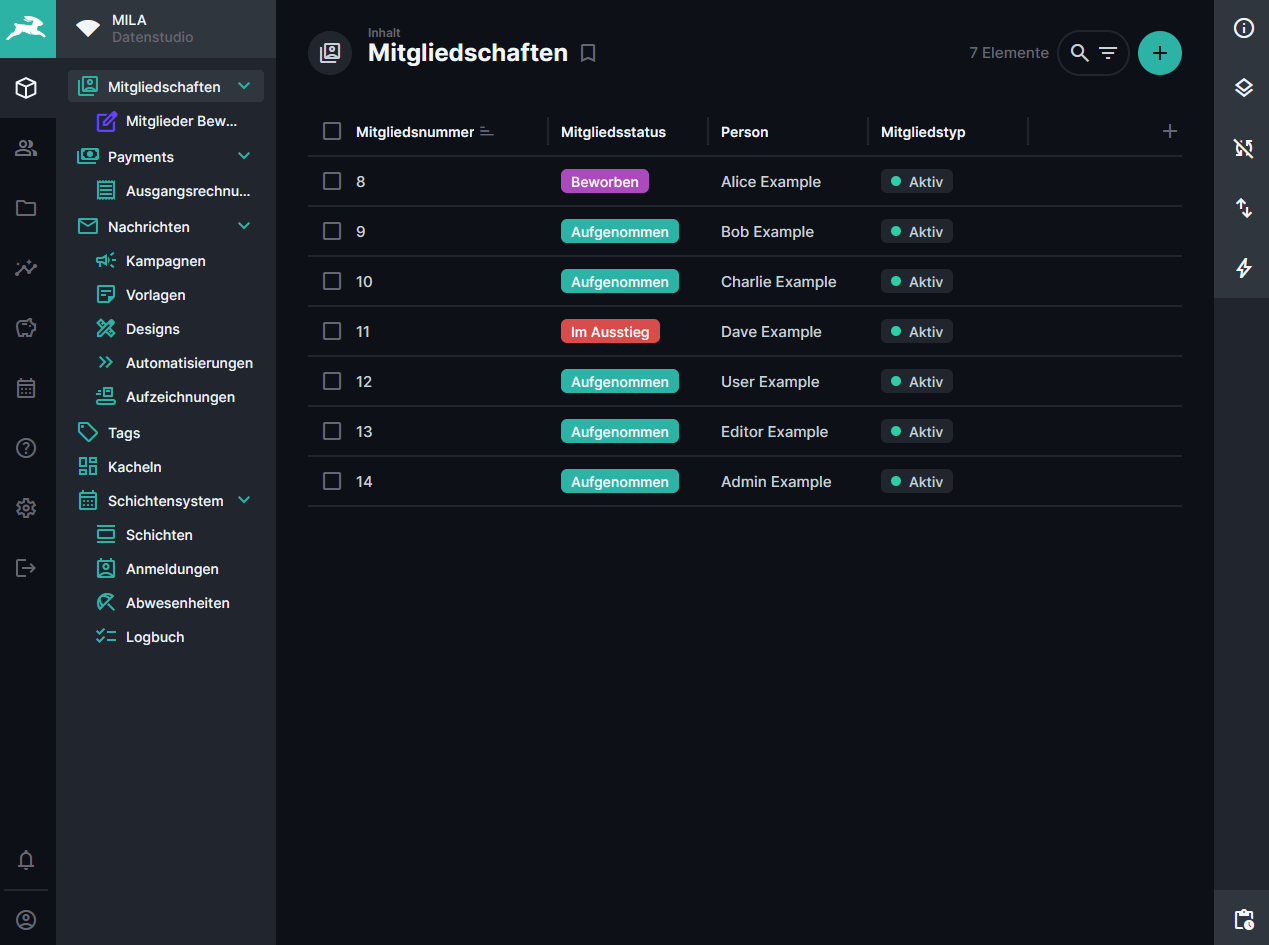 MILA
Datenstudio
Mitgliedschaften
Mitglieder Bew...
Payments
Ausgangsrechnu...
Nachrichten
Kampagnen
Vorlagen
Designs
Automatisierungen
Aufzeichnungen
Tags
Kacheln
Schichtensystem
Schichten
Anmeldungen
Abwesenheiten
Logbuch
Inhalt
Mitgliedschaften
7 Elemente
Mitgliedsnummer Mitgliedsstatus Person Mitgliedstyp
8 Beworben Alice Example Aktiv
9 Aufgenommen Bob Example Aktiv
10 Aufgenommen Charlie Example Aktiv
11 Im Ausstieg Dave Example Aktiv
12 Aufgenommen User Example Aktiv
13 Aufgenommen Editor Example Aktiv
14 Aufgenommen Admin Example Aktiv